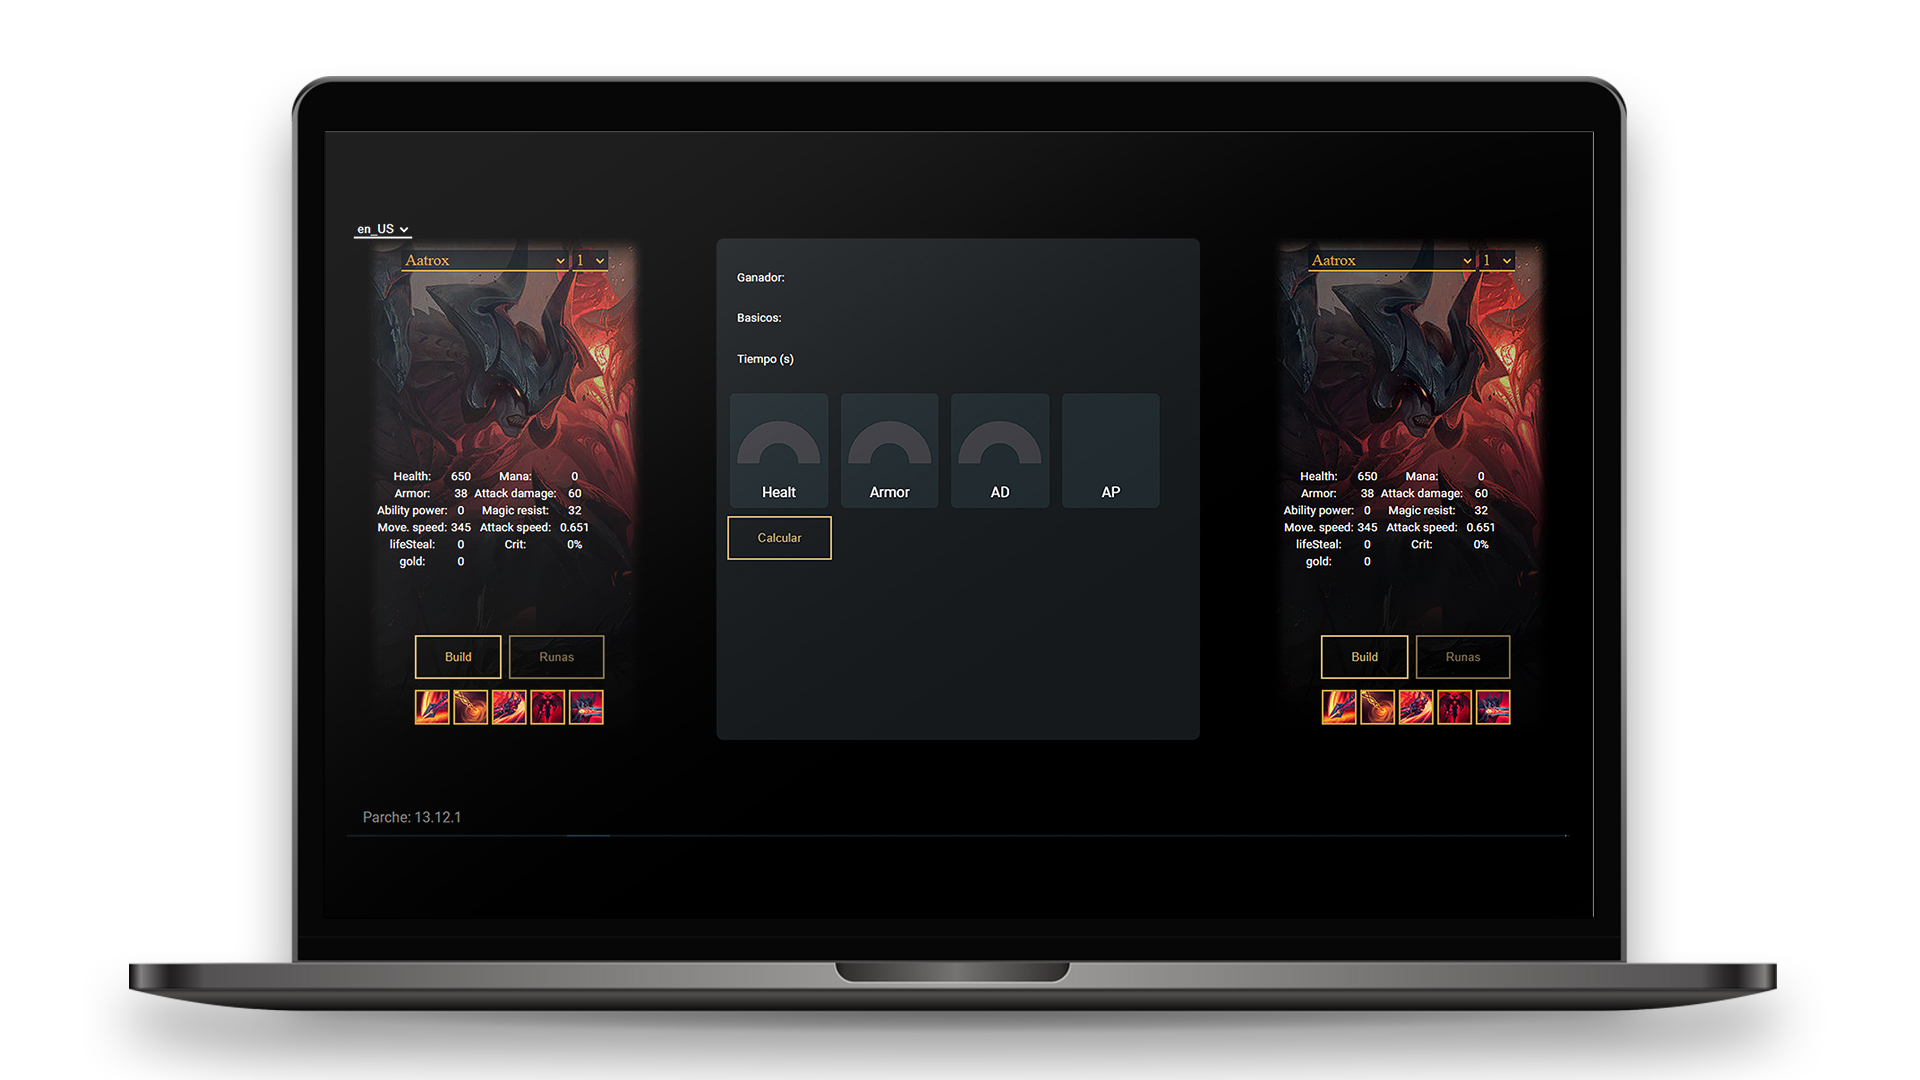 en_US
Aatrox 1
Health: 650 Mana: 0
Armor: 38 Attack damage: 60
Ability power: 0 Magic resist: 32
Move. speed: 345 Attack speed: 0.651
lifeSteal: 0 Crit: 0%
gold: 0
Build Runas
Ganador:
Basicos:
Tiempo (s)
Healt Armor AD AP
Calcular
Aatrox 1
Health: 650 Mana: 0
Armor: 38 Attack damage: 60
Ability power: 0 Magic resist: 32
Move. speed: 345 Attack speed: 0.651
lifeSteal: 0 Crit: 0%
gold: 0
Build Runas
Parche: 13.12.1